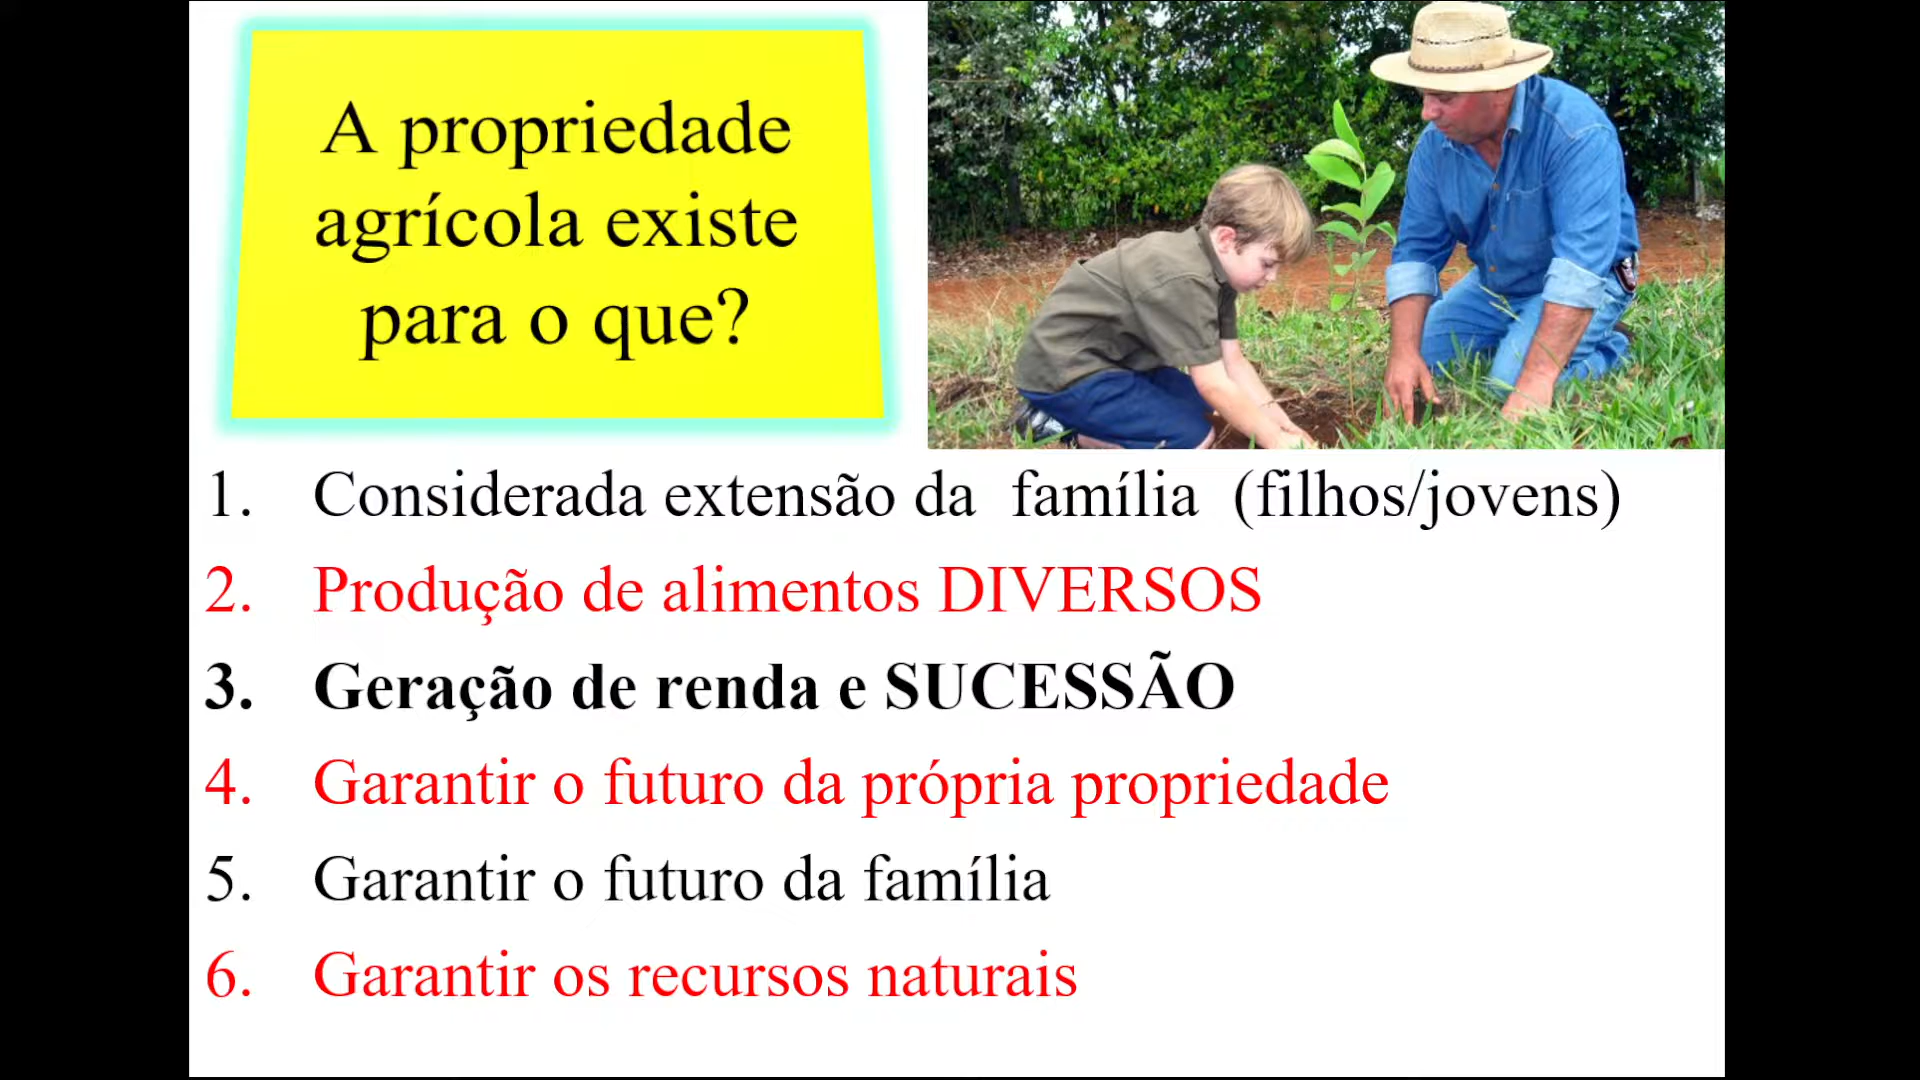 A propriedade
agrícola existe
para o que?
1. Considerada extensão da família (filhos/jovens)
2. Produção de alimentos DIVERSOS
3. Geração de renda e SUCESSÃO
4. Garantir o futuro da própria propriedade
5. Garantir o futuro da família
6. Garantir os recursos naturais